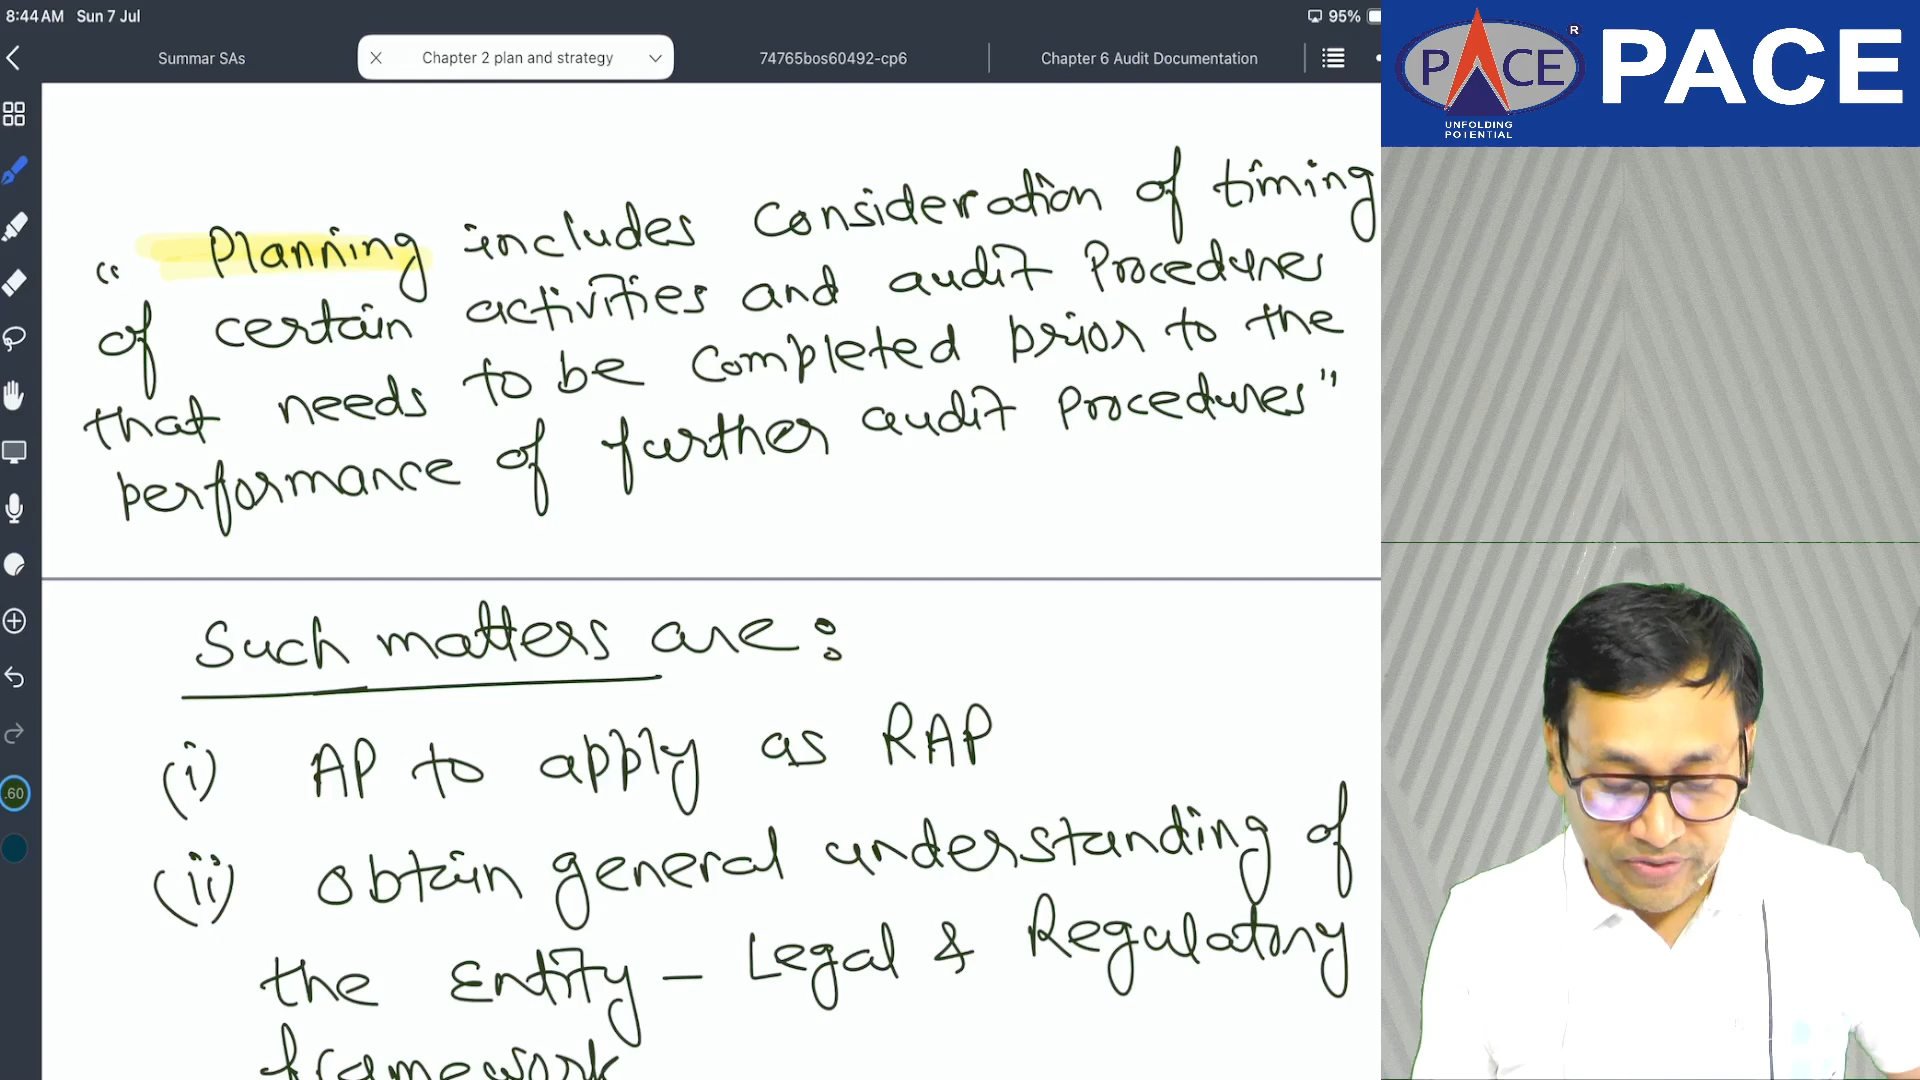 8:44 AM Sun 7 Jul
95%
Summar SAs
Chapter 2 plan and strategy
74765bos60492-cp6
Chapter 6 Audit Documentation
PACE
UNFOLDING
POTENTIAL
R
PACE
"Planning includes consideration of timing
of certain activities and audit Procedures
that needs to be completed prior to the
performance of further audit Procedures"
Such matters are:
(i) AP to apply as RAP
(ii) obtain general understanding of
the Entity - Legal & Regulatory
framework
.60